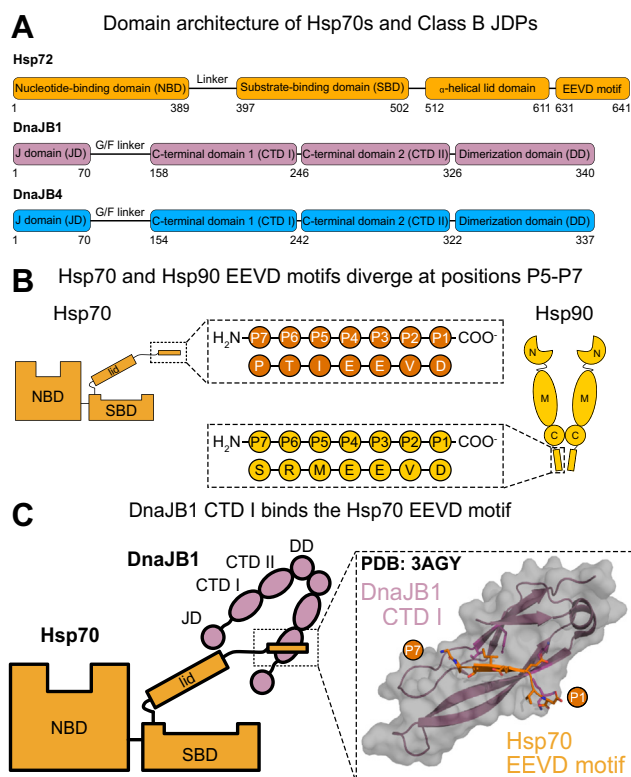 A
Domain architecture of Hsp70s and Class B JDPs
Hsp72
Nucleotide-binding domain (NBD) Linker Substrate-binding domain (SBD) α-helical lid domain EEVD motif
1 389 397 502 512 611 631 641
DnaJB1
J domain (JD) G/F linker C-terminal domain 1 (CTD I) C-terminal domain 2 (CTD II) Dimerization domain (DD)
1 70 158 246 326 340
DnaJB4
J domain (JD) G/F linker C-terminal domain 1 (CTD I) C-terminal domain 2 (CTD II) Dimerization domain (DD)
1 70 154 242 322 337
B
Hsp70 and Hsp90 EEVD motifs diverge at positions P5-P7
Hsp70
NBD
lid
SBD
H2N P7 P6 P5 P4 P3 P2 P1 COO-
P T I E E V D
H2N P7 P6 P5 P4 P3 P2 P1 COO-
S R M E E V D
Hsp90
N N
M M
C C
C
DnaJB1 CTD I binds the Hsp70 EEVD motif
DnaJB1
DD
CTD II
CTD I
JD
Hsp70
lid
NBD
SBD
PDB: 3AGY
DnaJB1
CTD I
P7
P1
Hsp70
EEVD motif